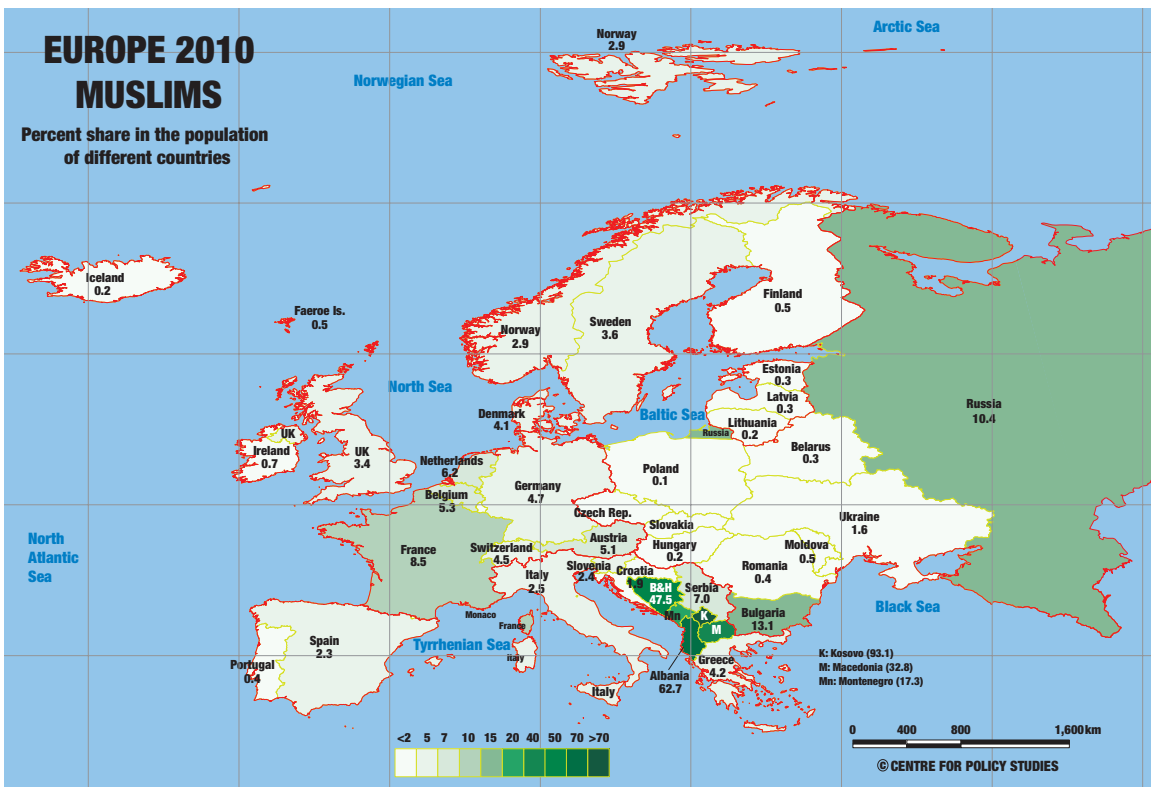 EUROPE 2010
MUSLIMS
Percent share in the population
of different countries
Arctic Sea
Norwegian Sea
Norway
2.9
Iceland
0.2
Faeroe Is.
0.5
Finland
0.5
Sweden
3.6
Norway
2.9
North Sea
Estonia
0.3
Latvia
0.3
Lithuania
0.2
Russia
Russia
10.4
Baltic Sea
Denmark
4.1
UK
Ireland
0.7
UK
3.4
Netherlands
6.2
Belgium
5.3
Germany
4.7
Poland
0.1
Belarus
0.3
Czech Rep.
Slovakia
Ukraine
1.6
North
Atlantic
Sea
France
8.5
Switzerland
4.5
Austria
5.1
Hungary
0.2
Moldova
0.5
Romania
0.4
Slovenia
2.4
Croatia
1.9
Italy
2.5
B&H
47.5
Serbia
7.0
Mn
K
M
Bulgaria
13.1
Black Sea
Monaco
France
Tyrrhenian Sea
Italy
Spain
2.3
Portugal
0.4
Italy
Albania
62.7
Greece
4.2
K: Kosovo (93.1)
M: Macedonia (32.8)
Mn: Montenegro (17.3)
<2 5 7 10 15 20 40 50 70 >70
0 400 800 1,600 km
© CENTRE FOR POLICY STUDIES